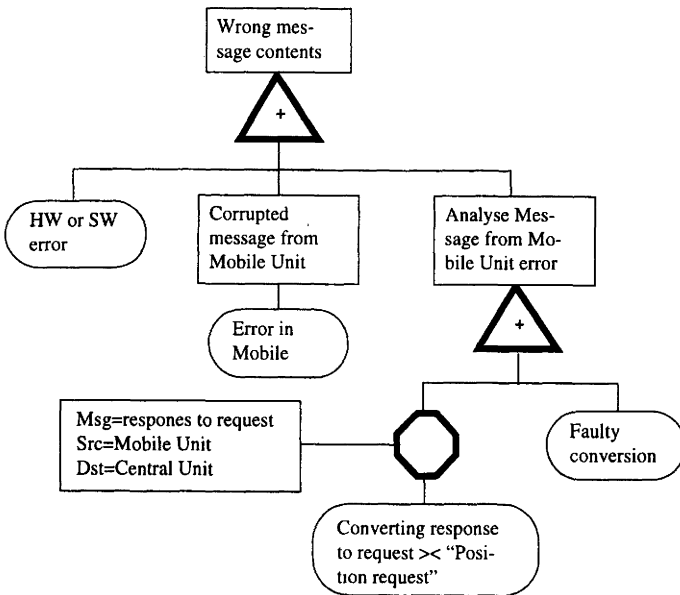 Wrong mes-
sage contents
+
HW or SW
error
Corrupted
message from
Mobile Unit
Analyse Mes-
sage from Mo-
bile Unit error
Error in
Mobile
+
Msg=respones to request
Src=Mobile Unit
Dst=Central Unit
Faulty
conversion
Converting response
to request >< “Posi-
tion request”